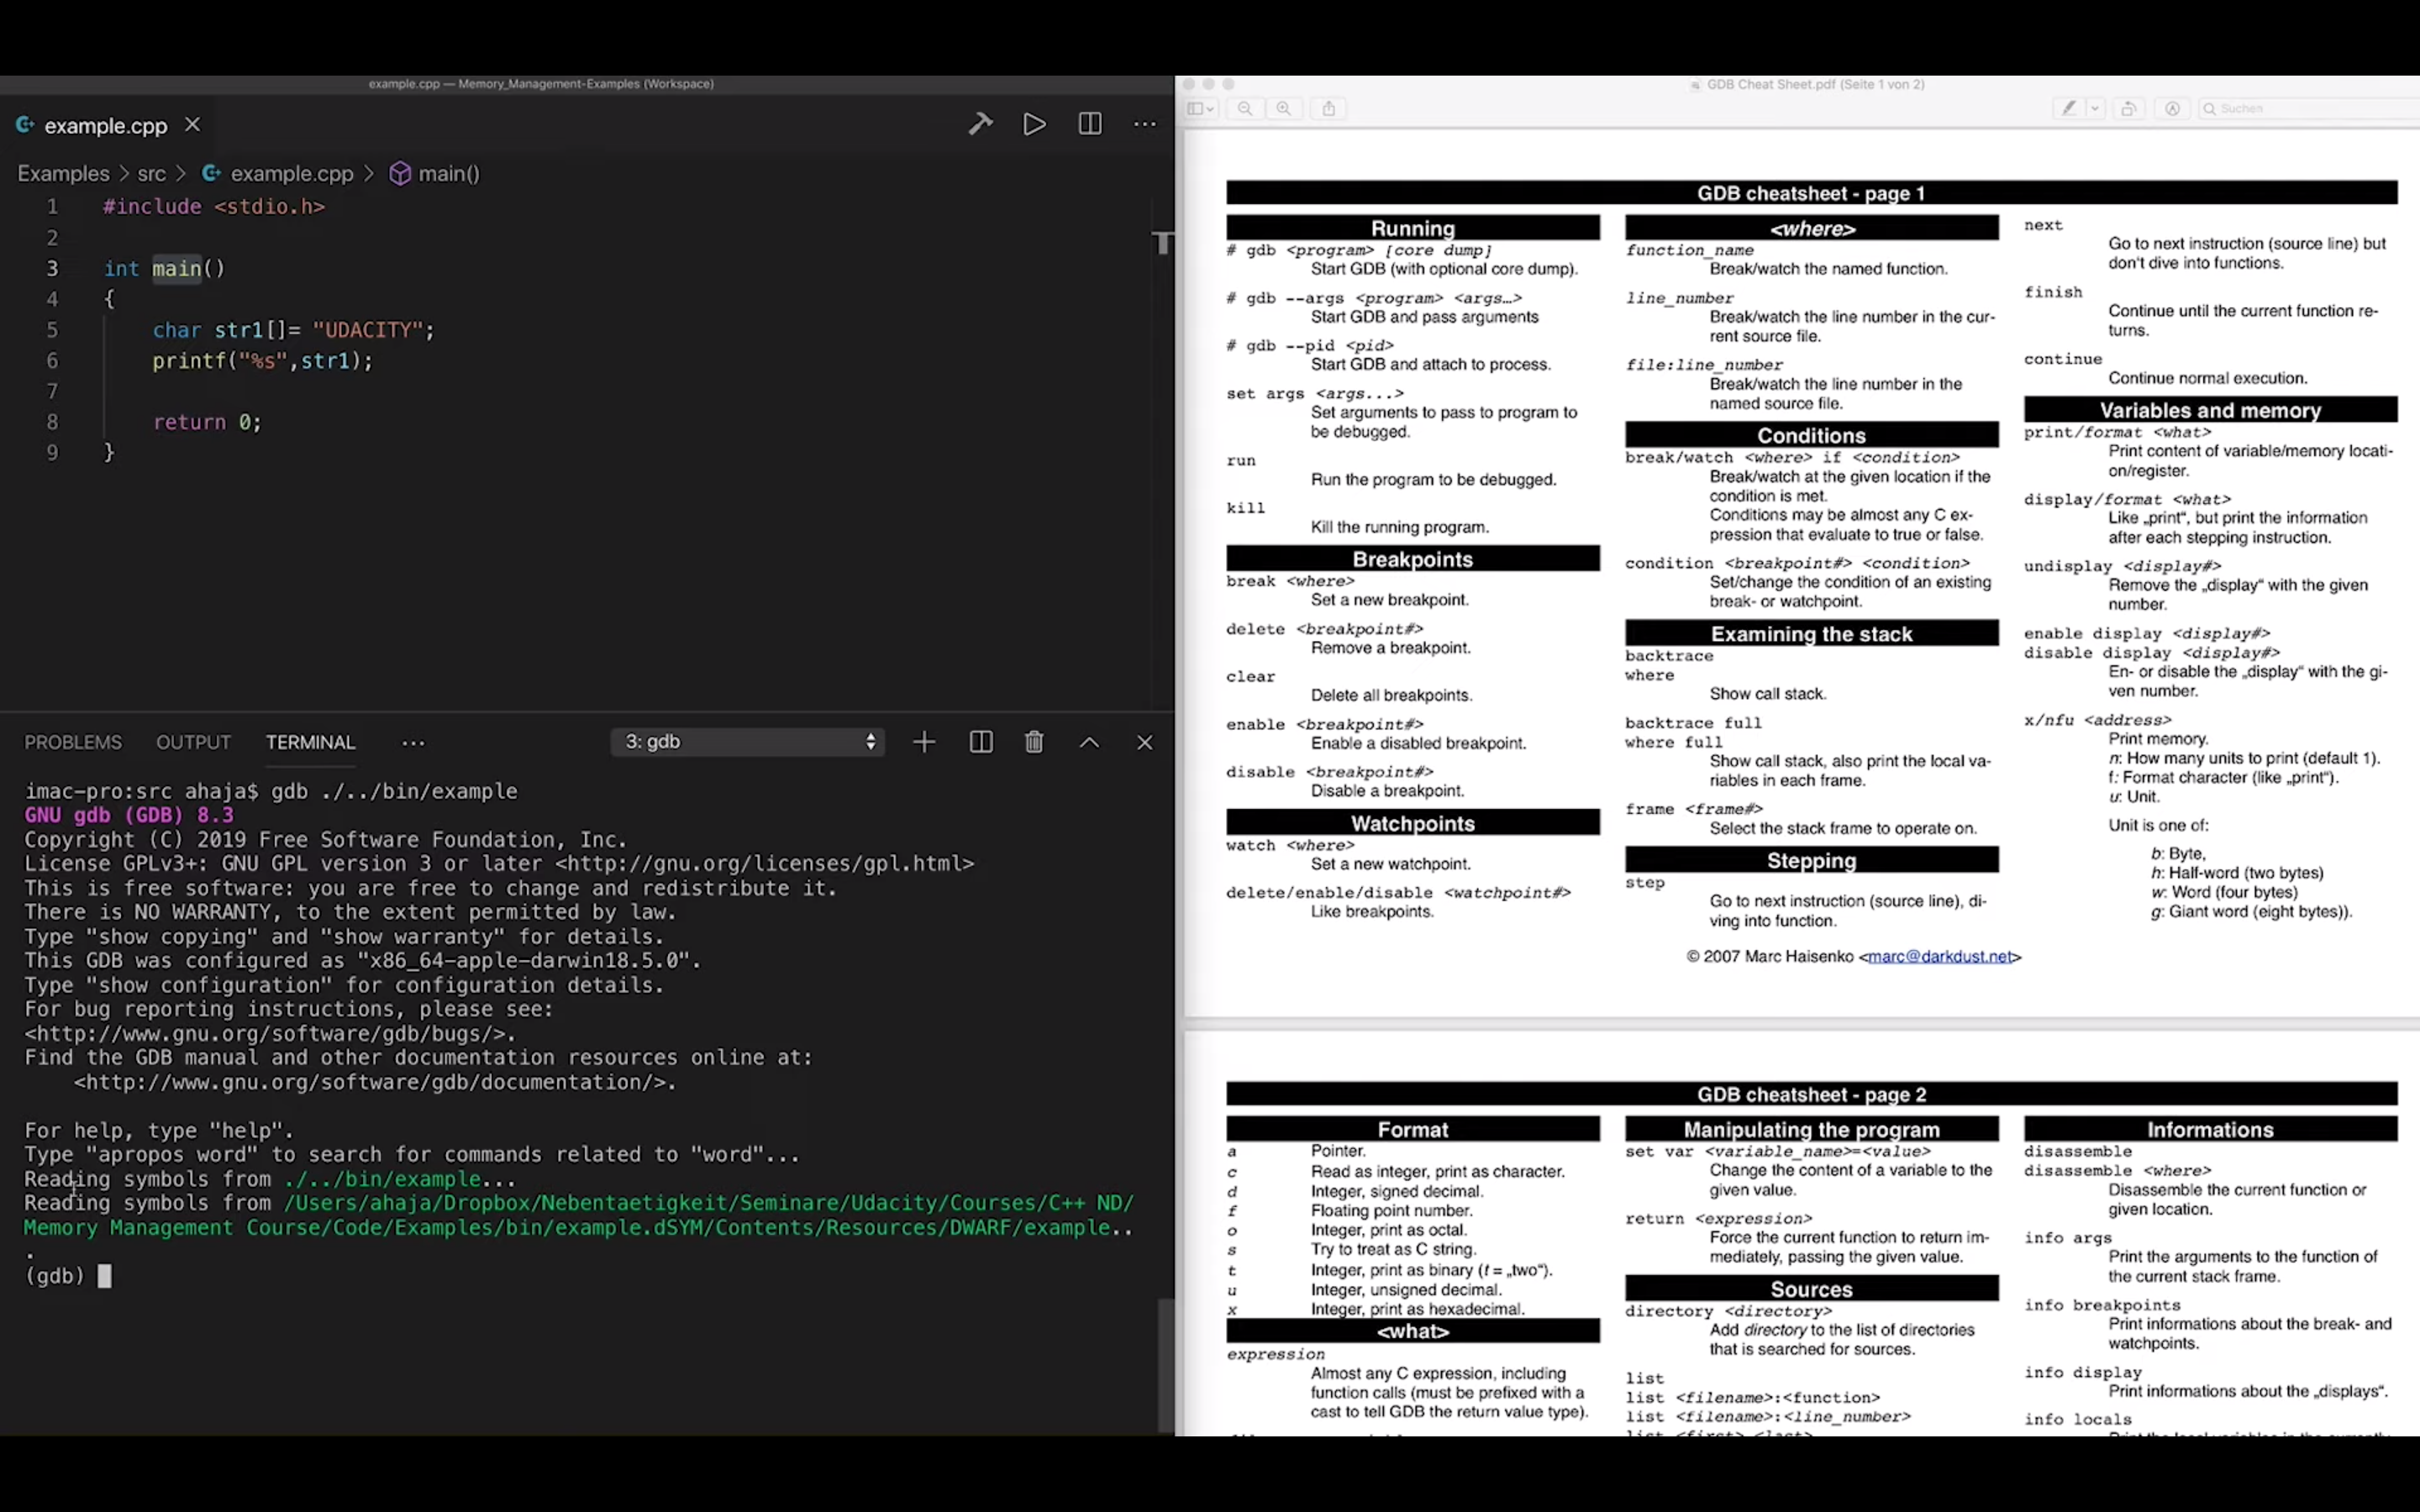 example.cpp — Memory_Management-Examples (Workspace)
example.cpp
Examples > src > example.cpp > main()
1 #include <stdio.h>
2
3 int main()
4 {
5 char str1[]= "UDACITY";
6 printf("%s",str1);
7
8 return 0;
9 }
PROBLEMS OUTPUT TERMINAL ... 3: gdb
imac-pro:src ahaja$ gdb ./../bin/example
GNU gdb (GDB) 8.3
Copyright (C) 2019 Free Software Foundation, Inc.
License GPLv3+: GNU GPL version 3 or later <http://gnu.org/licenses/gpl.html>
This is free software: you are free to change and redistribute it.
There is NO WARRANTY, to the extent permitted by law.
Type "show copying" and "show warranty" for details.
This GDB was configured as "x86_64-apple-darwin18.5.0".
Type "show configuration" for configuration details.
For bug reporting instructions, please see:
<http://www.gnu.org/software/gdb/bugs/>.
Find the GDB manual and other documentation resources online at:
<http://www.gnu.org/software/gdb/documentation/>.
For help, type "help".
Type "apropos word" to search for commands related to "word"...
Reading symbols from ./../bin/example...
Reading symbols from /Users/ahaja/Dropbox/Nebentaetigkeit/Seminare/Udacity/Courses/C++ ND/
Memory Management Course/Code/Examples/bin/example.dSYM/Contents/Resources/DWARF/example..
.
(gdb)
GDB Cheat Sheet.pdf (Seite 1 von 2)
Suchen
GDB cheatsheet - page 1
Running
# gdb <program> [core dump]
Start GDB (with optional core dump).
# gdb --args <program> <args…>
Start GDB and pass arguments
# gdb --pid <pid>
Start GDB and attach to process.
set args <args...>
Set arguments to pass to program to
be debugged.
run
Run the program to be debugged.
kill
Kill the running program.
Breakpoints
break <where>
Set a new breakpoint.
delete <breakpoint#>
Remove a breakpoint.
clear
Delete all breakpoints.
enable <breakpoint#>
Enable a disabled breakpoint.
disable <breakpoint#>
Disable a breakpoint.
Watchpoints
watch <where>
Set a new watchpoint.
delete/enable/disable <watchpoint#>
Like breakpoints.
<where>
function_name
Break/watch the named function.
line_number
Break/watch the line number in the cur-
rent source file.
file:line_number
Break/watch the line number in the
named source file.
Conditions
break/watch <where> if <condition>
Break/watch at the given location if the
condition is met.
Conditions may be almost any C ex-
pression that evaluate to true or false.
condition <breakpoint#> <condition>
Set/change the condition of an existing
break- or watchpoint.
Examining the stack
backtrace
where
Show call stack.
backtrace full
where full
Show call stack, also print the local va-
riables in each frame.
frame <frame#>
Select the stack frame to operate on.
Stepping
step
Go to next instruction (source line), di-
ving into function.
next
Go to next instruction (source line) but
don't dive into functions.
finish
Continue until the current function re-
turns.
continue
Continue normal execution.
Variables and memory
print/format <what>
Print content of variable/memory locati-
on/register.
display/format <what>
Like „print“, but print the information
after each stepping instruction.
undisplay <display#>
Remove the „display“ with the given
number.
enable display <display#>
disable display <display#>
En- or disable the „display“ with the gi-
ven number.
x/nfu <address>
Print memory.
n: How many units to print (default 1).
f: Format character (like „print“).
u: Unit.
Unit is one of:
b: Byte,
h: Half-word (two bytes)
w: Word (four bytes)
g: Giant word (eight bytes)).
© 2007 Marc Haisenko <marc@darkdust.net>
GDB cheatsheet - page 2
Format
a Pointer.
c Read as integer, print as character.
d Integer, signed decimal.
f Floating point number.
o Integer, print as octal.
s Try to treat as C string.
t Integer, print as binary (t = „two“).
u Integer, unsigned decimal.
x Integer, print as hexadecimal.
<what>
expression
Almost any C expression, including
function calls (must be prefixed with a
cast to tell GDB the return value type).
Manipulating the program
set var <variable_name>=<value>
Change the content of a variable to the
given value.
return <expression>
Force the current function to return im-
mediately, passing the given value.
Sources
directory <directory>
Add directory to the list of directories
that is searched for sources.
list
list <filename>:<function>
list <filename>:<line_number>
list <first>,<last>
Informations
disassemble
disassemble <where>
Disassemble the current function or
given location.
info args
Print the arguments to the function of
the current stack frame.
info breakpoints
Print informations about the break- and
watchpoints.
info display
Print informations about the „displays“.
info locals